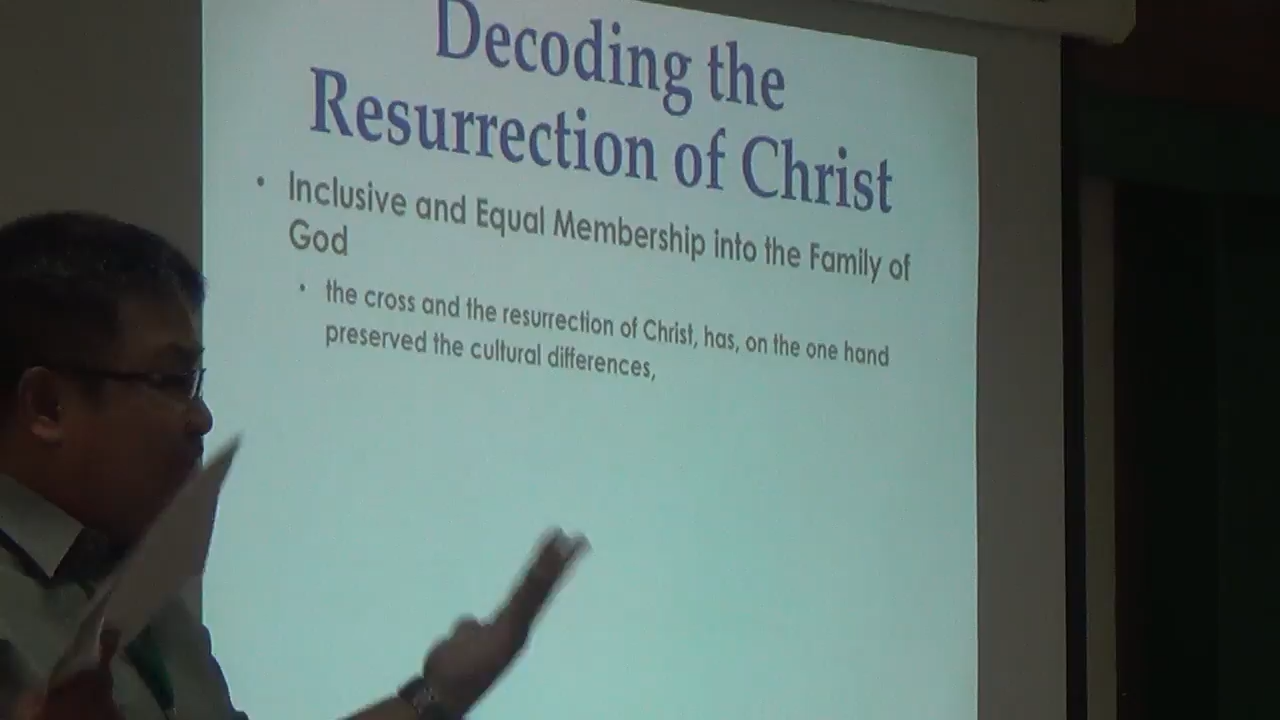 Decoding the
Resurrection of Christ
• Inclusive and Equal Membership into the Family of
God
• the cross and the resurrection of Christ, has, on the one hand
preserved the cultural differences,